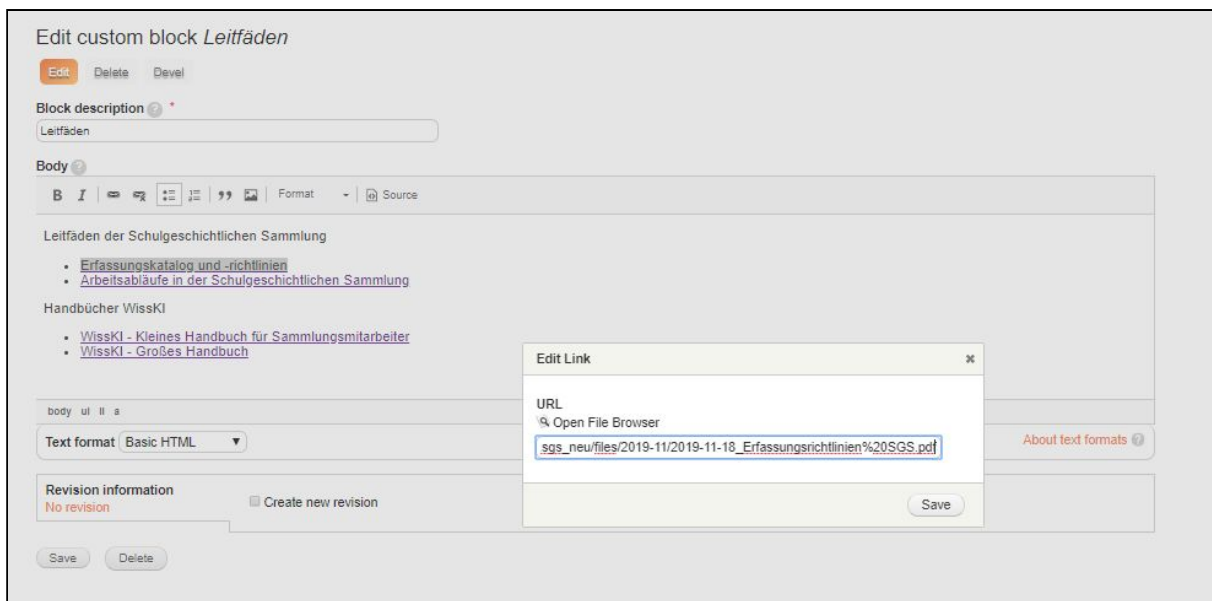 Edit custom block Leitfäden
Edit Delete Devel
Block description ? *
Leitfäden
Body ?
B I Format Source
Leitfäden der Schulgeschichtlichen Sammlung
• Erfassungskatalog und -richtlinien
• Arbeitsabläufe in der Schulgeschichtlichen Sammlung
Handbücher WissKI
• WissKI - Kleines Handbuch für Sammlungsmitarbeiter
• WissKI - Großes Handbuch
body ul li a
Text format Basic HTML
About text formats ?
Revision information
No revision
Create new revision
Save Delete
Edit Link
URL
Open File Browser
sgs_neu/files/2019-11/2019-11-18_Erfassungsrichtlinien%20SGS.pdf
Save